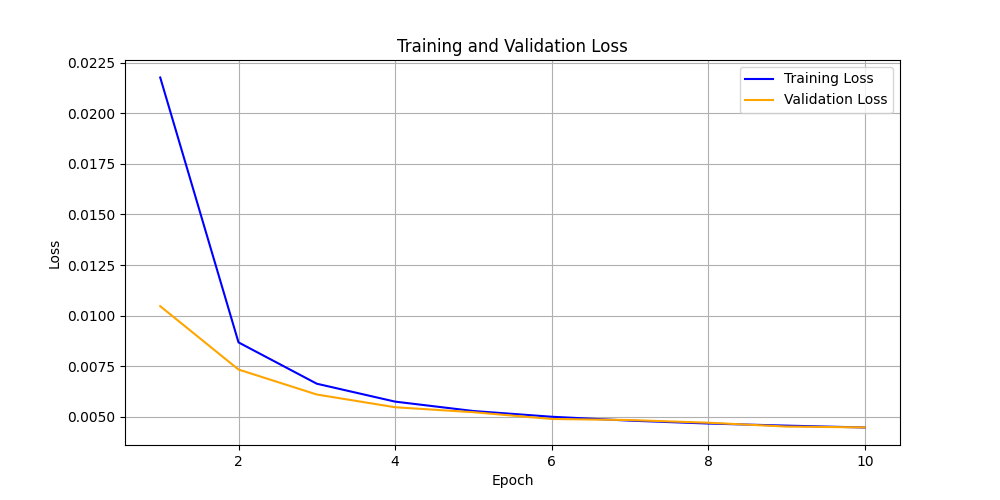 Training and Validation Loss
0.0225
0.0200
0.0175
0.0150
0.0125
0.0100
0.0075
0.0050
Loss
Training Loss
Validation Loss
2 4 6 8 10
Epoch